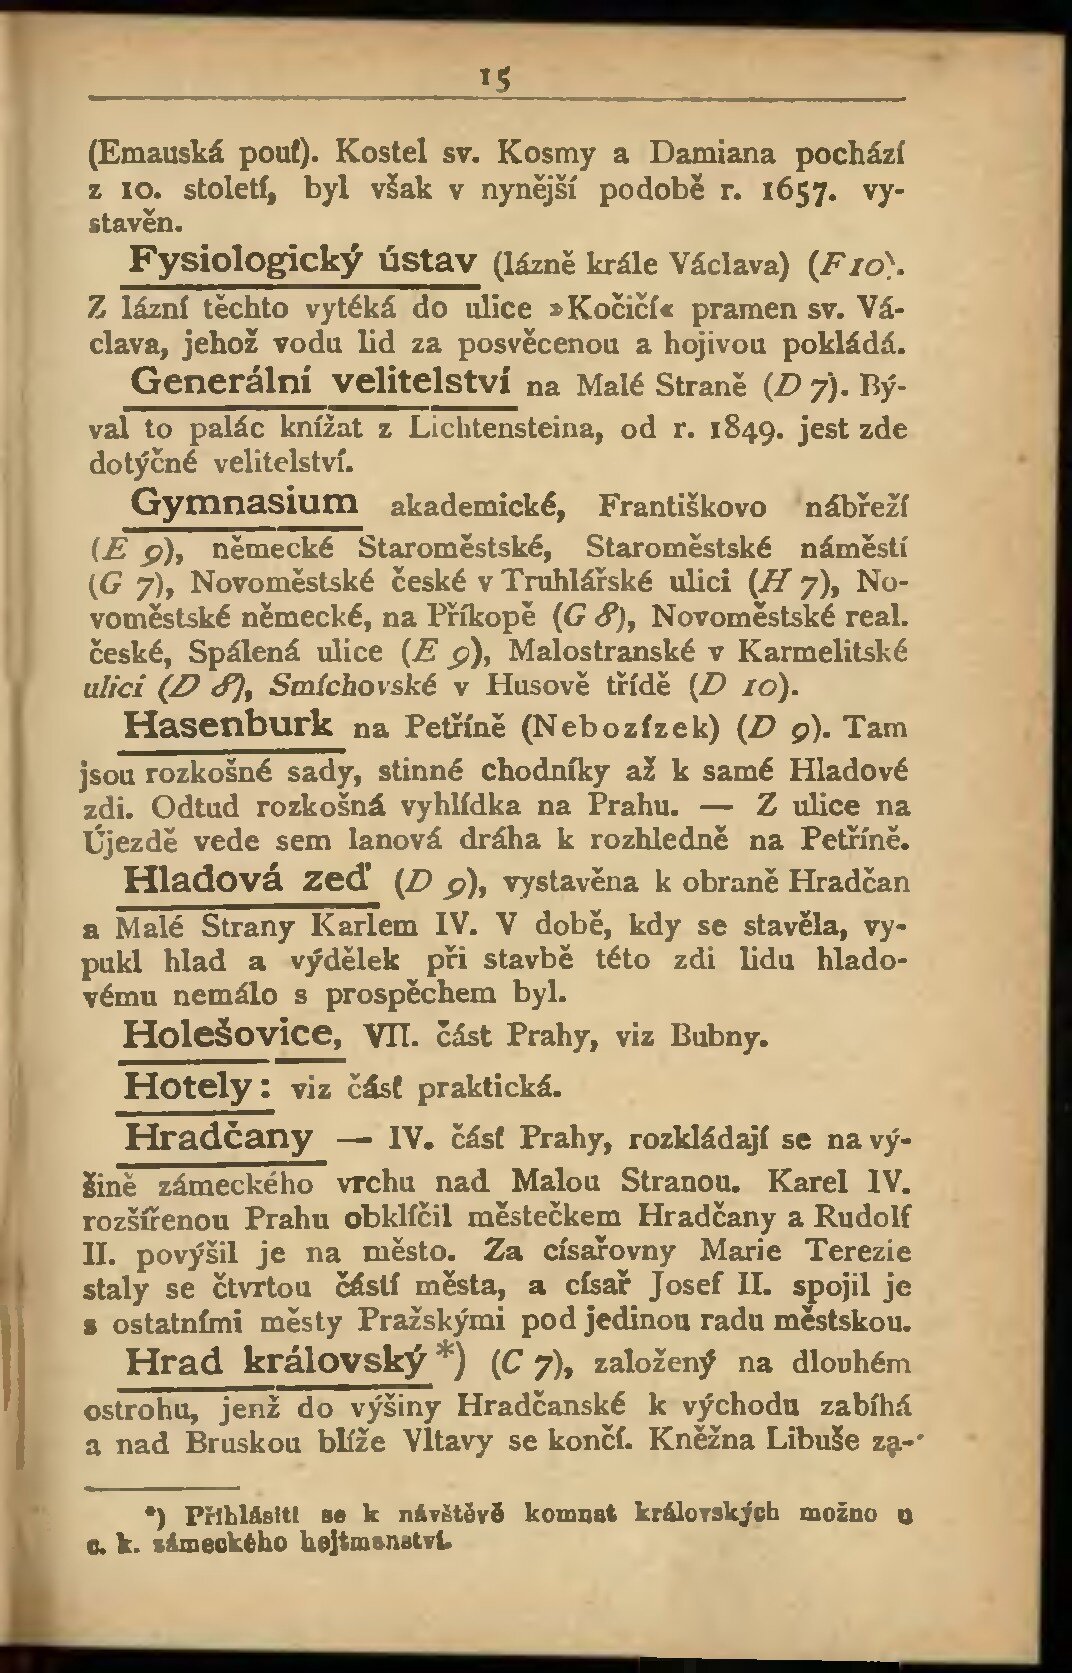 15
(Emauská pouť). Kostel sv. Kosmy a Damiana pochází
z 10. století, byl však v nynější podobě r. 1657. vy-
stavěn.
Fysiologický ústav (lázně krále Václava) (F 10).
Z lázní těchto vytéká do ulice »Kočičí« pramen sv. Vá-
clava, jehož vodu lid za posvěcenou a hojivou pokládá.
Generální velitelství na Malé Straně (D 7). Bý-
val to palác knížat z Lichtensteina, od r. 1849. jest zde
dotýčné velitelství.
Gymnasium akademické, Františkovo nábřeží
(E 9), německé Staroměstské, Staroměstské náměstí
(G 7), Novoměstské české v Truhlářské ulici (H 7), No-
voměstské německé, na Příkopě (G 8), Novoměstské real.
české, Spálená ulice (E 9), Malostranské v Karmelitské
ulici (D 8), Smíchovské v Husově třídě (D 10).
Hasenburk na Petříně (Nebozízek) (D 9). Tam
jsou rozkošné sady, stinné chodníky až k samé Hladové
zdi. Odtud rozkošná vyhlídka na Prahu. — Z ulice na
Újezdě vede sem lanová dráha k rozhledně na Petříně.
Hladová zeď (D 9), vystavěna k obraně Hradčan
a Malé Strany Karlem IV. V době, kdy se stavěla, vy-
pukl hlad a výdělek při stavbě této zdi lidu hlado-
vému nemálo s prospěchem byl.
Holešovice, VII. část Prahy, viz Bubny.
Hotely: viz část praktická.
Hradčany — IV. část Prahy, rozkládají se na vý-
šině zámeckého vrchu nad Malou Stranou. Karel IV.
rozšířenou Prahu obklíčil městečkem Hradčany a Rudolf
II. povýšil je na město. Za císařovny Marie Terezie
staly se čtvrtou částí města, a císař Josef II. spojil je
s ostatními městy Pražskými pod jedinou radu městskou.
Hrad královský*) (C 7), založený na dlouhém
ostrohu, jenž do výšiny Hradčanské k východu zabíhá
a nad Bruskou blíže Vltavy se končí. Kněžna Libuše za-
*) Přihlásiti se k návštěvě komnat královských možno u
c. k. zámeckého hejtmanství.